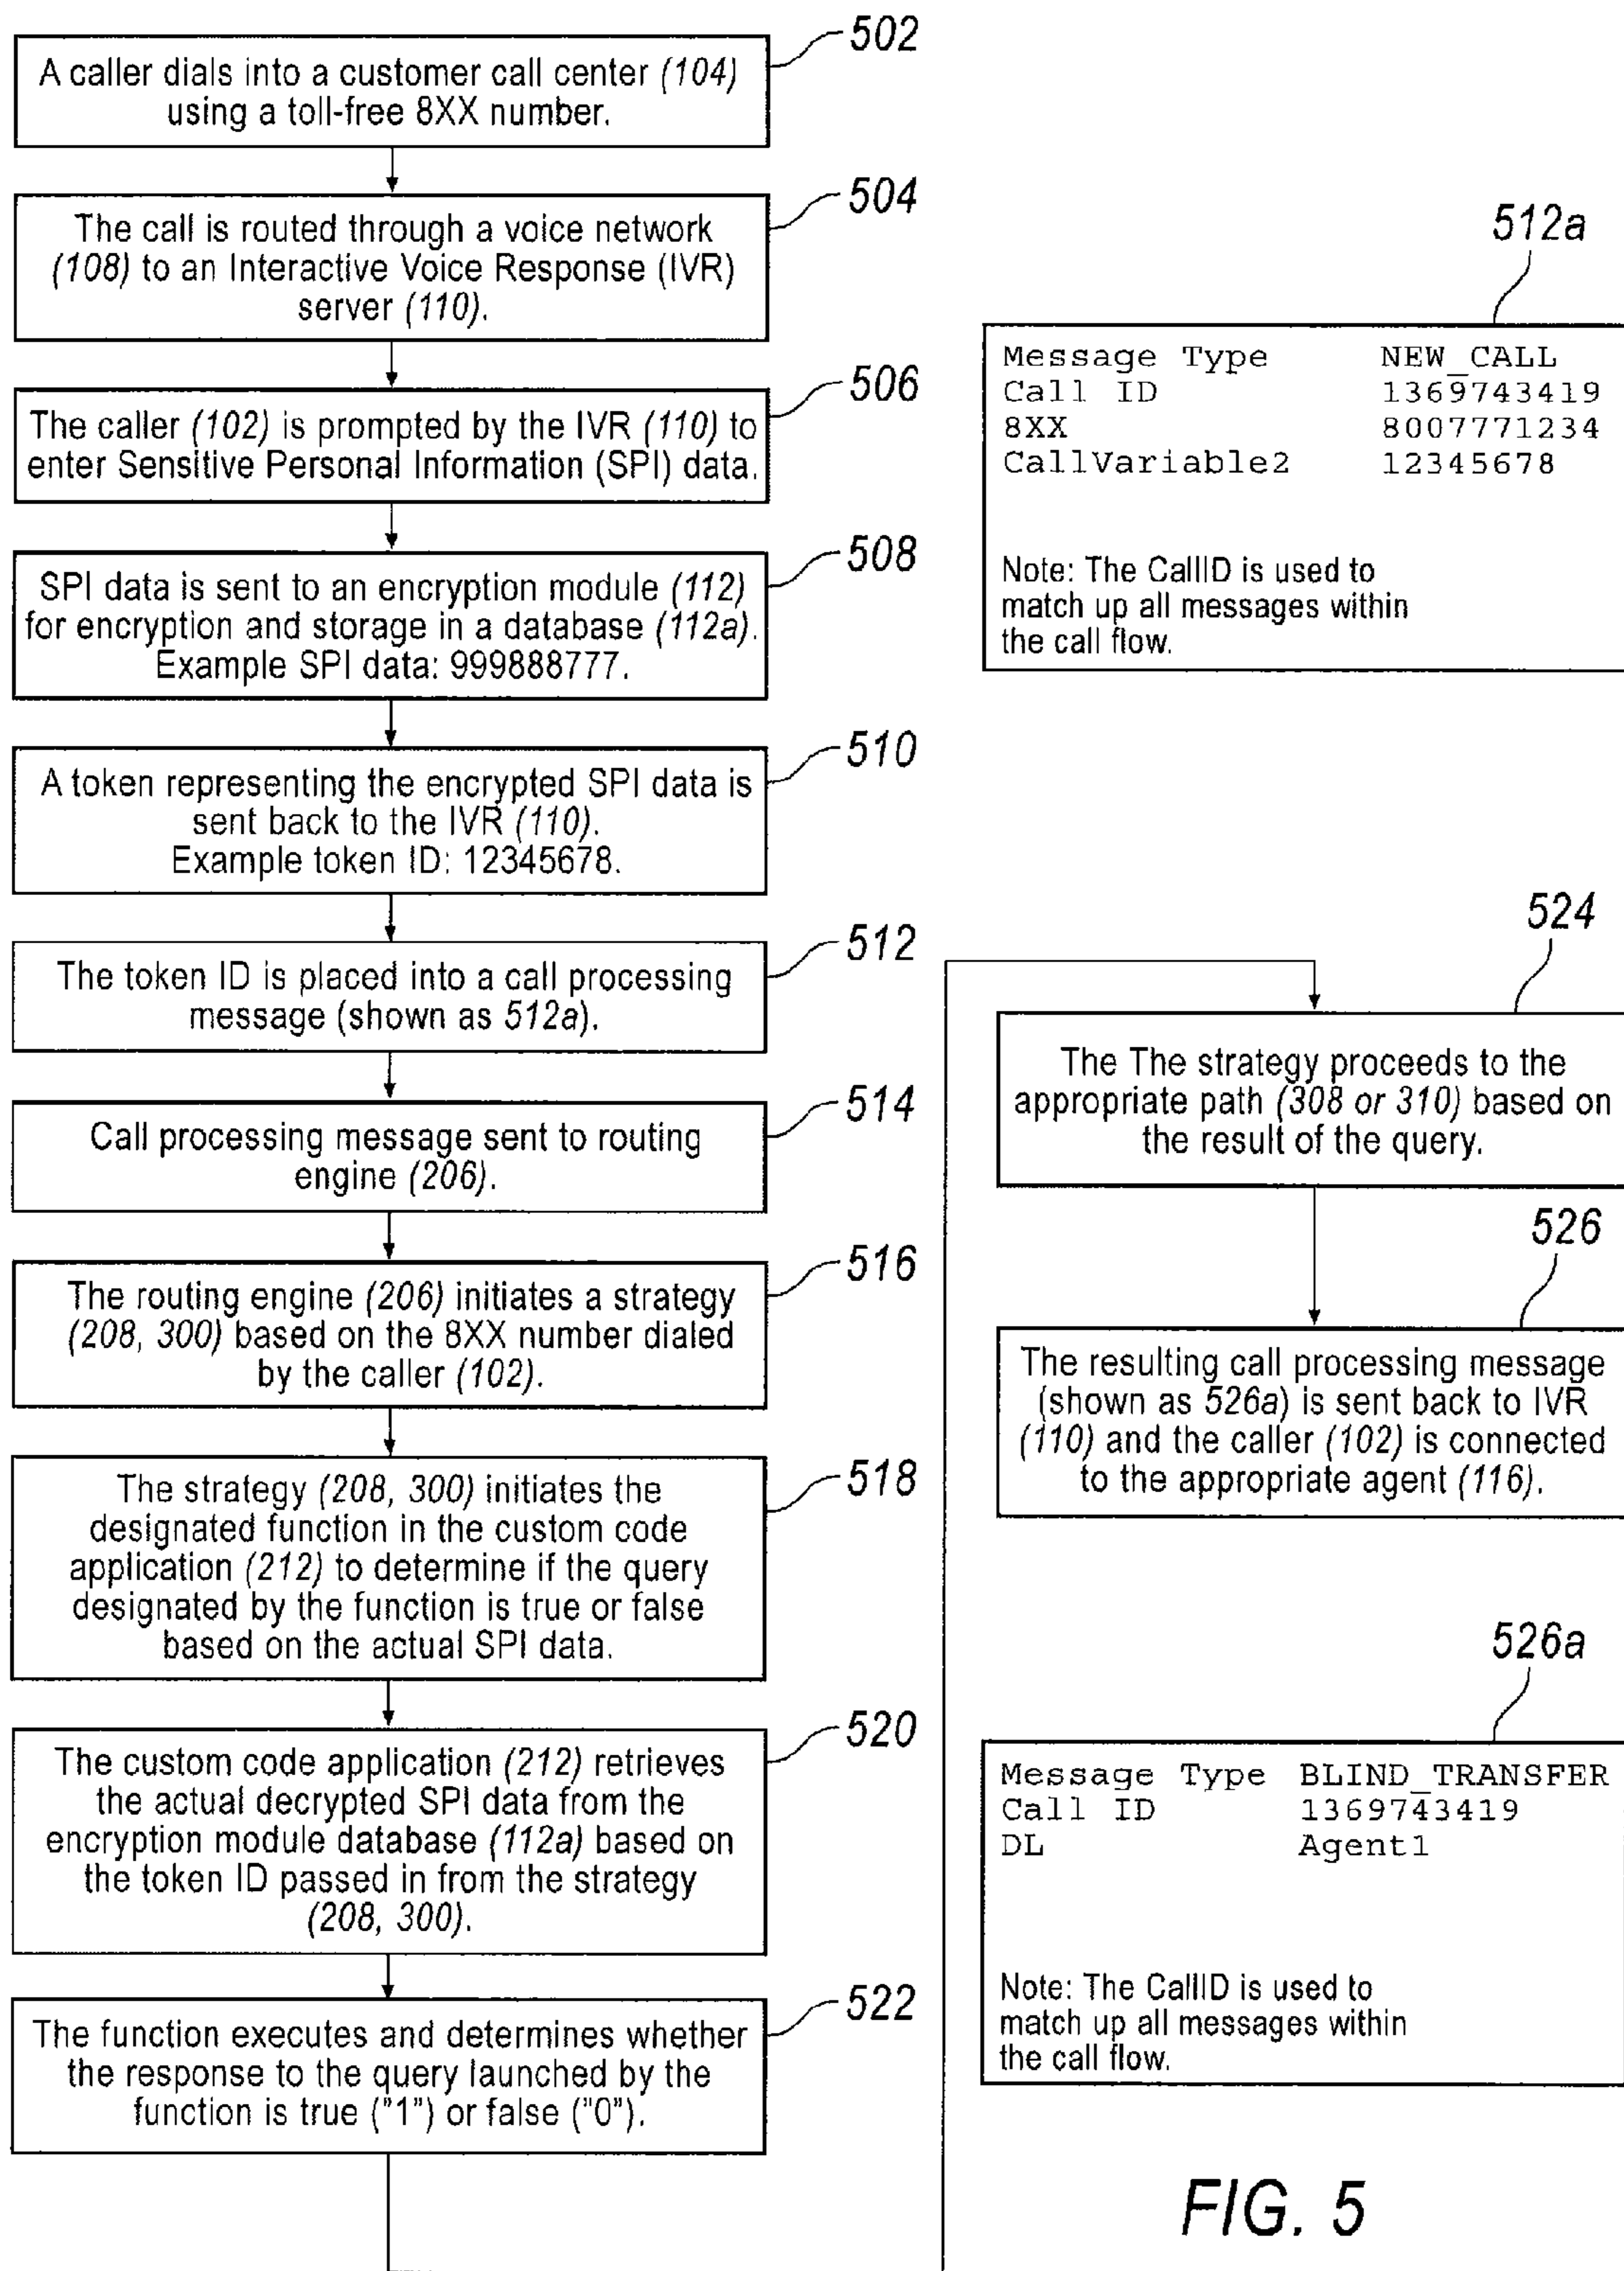 502
A caller dials into a customer call center (104)
using a toll-free 8XX number.
504
The call is routed through a voice network
(108) to an Interactive Voice Response (IVR)
server (110).
506
The caller (102) is prompted by the IVR (110) to
enter Sensitive Personal Information (SPI) data.
508
SPI data is sent to an encryption module (112)
for encryption and storage in a database (112a).
Example SPI data: 999888777.
510
A token representing the encrypted SPI data is
sent back to the IVR (110).
Example token ID: 12345678.
512
The token ID is placed into a call processing
message (shown as 512a).
514
Call processing message sent to routing
engine (206).
516
The routing engine (206) initiates a strategy
(208, 300) based on the 8XX number dialed
by the caller (102).
518
The strategy (208, 300) initiates the
designated function in the custom code
application (212) to determine if the query
designated by the function is true or false
based on the actual SPI data.
520
The custom code application (212) retrieves
the actual decrypted SPI data from the
encryption module database (112a) based on
the token ID passed in from the strategy
(208, 300).
522
The function executes and determines whether
the response to the query launched by the
function is true ("1") or false ("0").
512a
Message Type NEW_CALL
Call ID 1369743419
8XX 8007771234
CallVariable2 12345678
Note: The CallID is used to
match up all messages within
the call flow.
524
The The strategy proceeds to the
appropriate path (308 or 310) based on
the result of the query.
526
The resulting call processing message
(shown as 526a) is sent back to IVR
(110) and the caller (102) is connected
to the appropriate agent (116).
526a
Message Type BLIND_TRANSFER
Call ID 1369743419
DL Agent1
Note: The CallID is used to
match up all messages within
the call flow.
FIG. 5